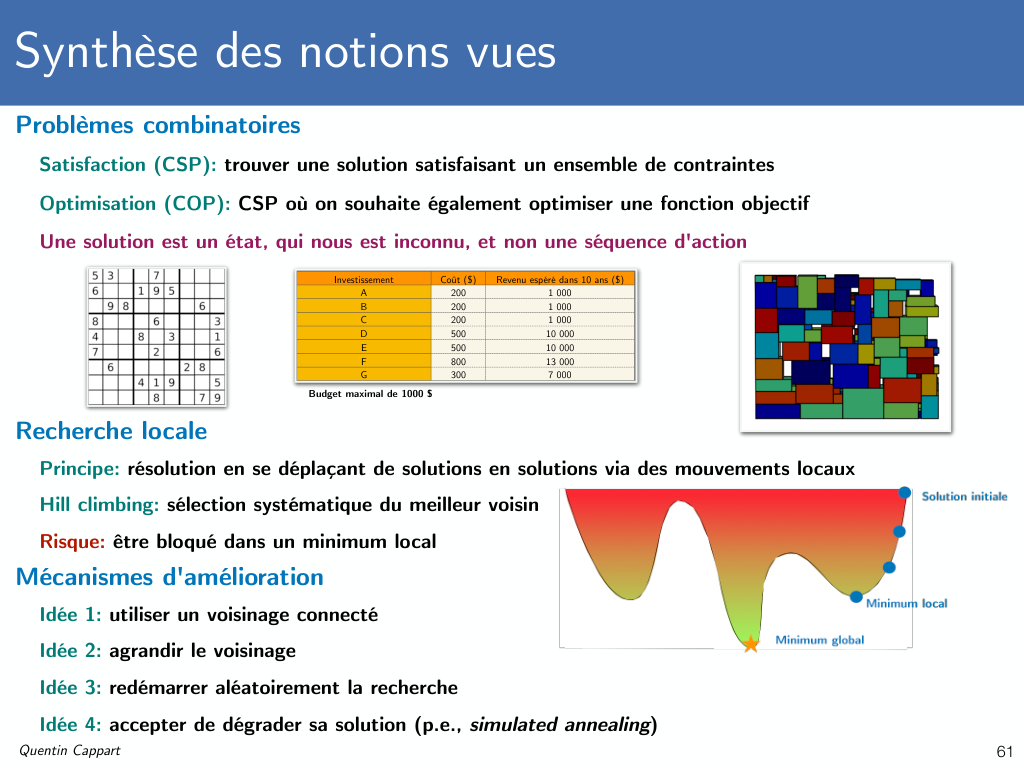 Synthèse des notions vues
Problèmes combinatoires
Satisfaction (CSP): trouver une solution satisfaisant un ensemble de contraintes
Optimisation (COP): CSP où on souhaite également optimiser une fonction objectif
Une solution est un état, qui nous est inconnu, et non une séquence d'action
5 3 7
6 1 9 5
9 8 6
8 6 3
4 8 3 1
7 2 6
6 2 8
4 1 9 5
8 7 9
Investissement Coût ($) Revenu espéré dans 10 ans ($)
A 200 1 000
B 200 1 000
C 200 1 000
D 500 10 000
E 500 10 000
F 800 13 000
G 300 7 000
Budget maximal de 1000 $
Recherche locale
Principe: résolution en se déplaçant de solutions en solutions via des mouvements locaux
Hill climbing: sélection systématique du meilleur voisin
Risque: être bloqué dans un minimum local
Solution initiale
Minimum local
Minimum global
Mécanismes d'amélioration
Idée 1: utiliser un voisinage connecté
Idée 2: agrandir le voisinage
Idée 3: redémarrer aléatoirement la recherche
Idée 4: accepter de dégrader sa solution (p.e., simulated annealing)
Quentin Cappart
61